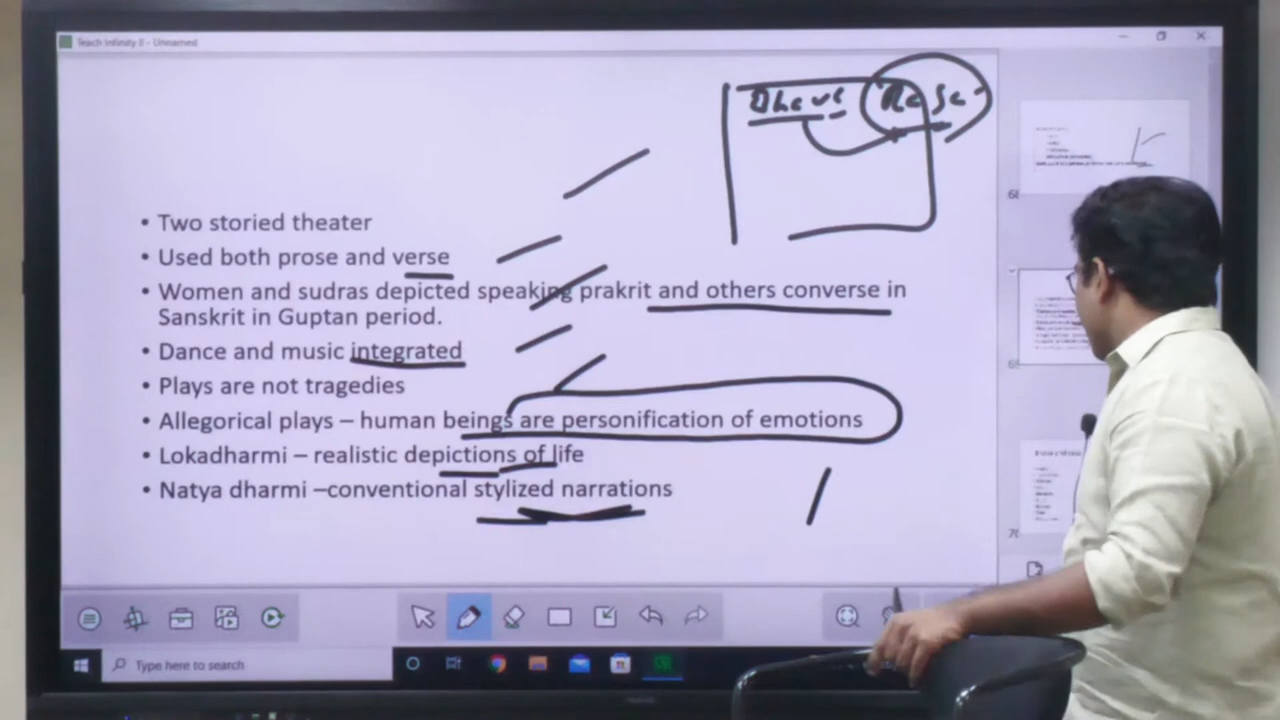 Teach Infinity II - Unnamed
Bhava Rasa
• Two storied theater
• Used both prose and verse
• Women and sudras depicted speaking prakrit and others converse in
Sanskrit in Guptan period.
• Dance and music integrated
• Plays are not tragedies
• Allegorical plays – human beings are personification of emotions
• Lokadharmi – realistic depictions of life
• Natya dharmi –conventional stylized narrations
Type here to search